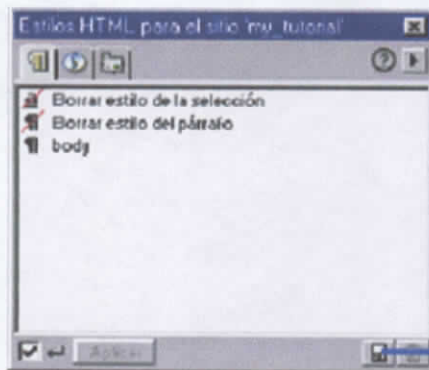 Estilos HTML para el sitio 'my_tutorial'
Borrar estilo de la selección
Borrar estilo del párrafo
body
Aplicar